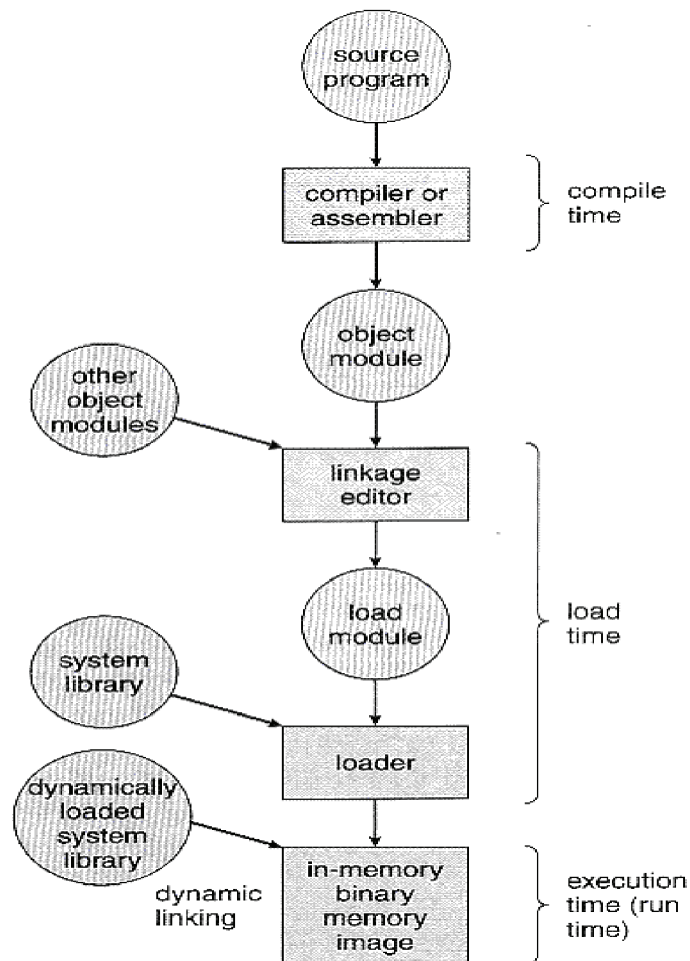 source
program
compiler or
assembler
compile
time
object
module
other
object
modules
linkage
editor
load
module
load
time
system
library
loader
dynamically
loaded
system
library
dynamic
linking
in-memory
binary
memory
image
execution
time (run
time)